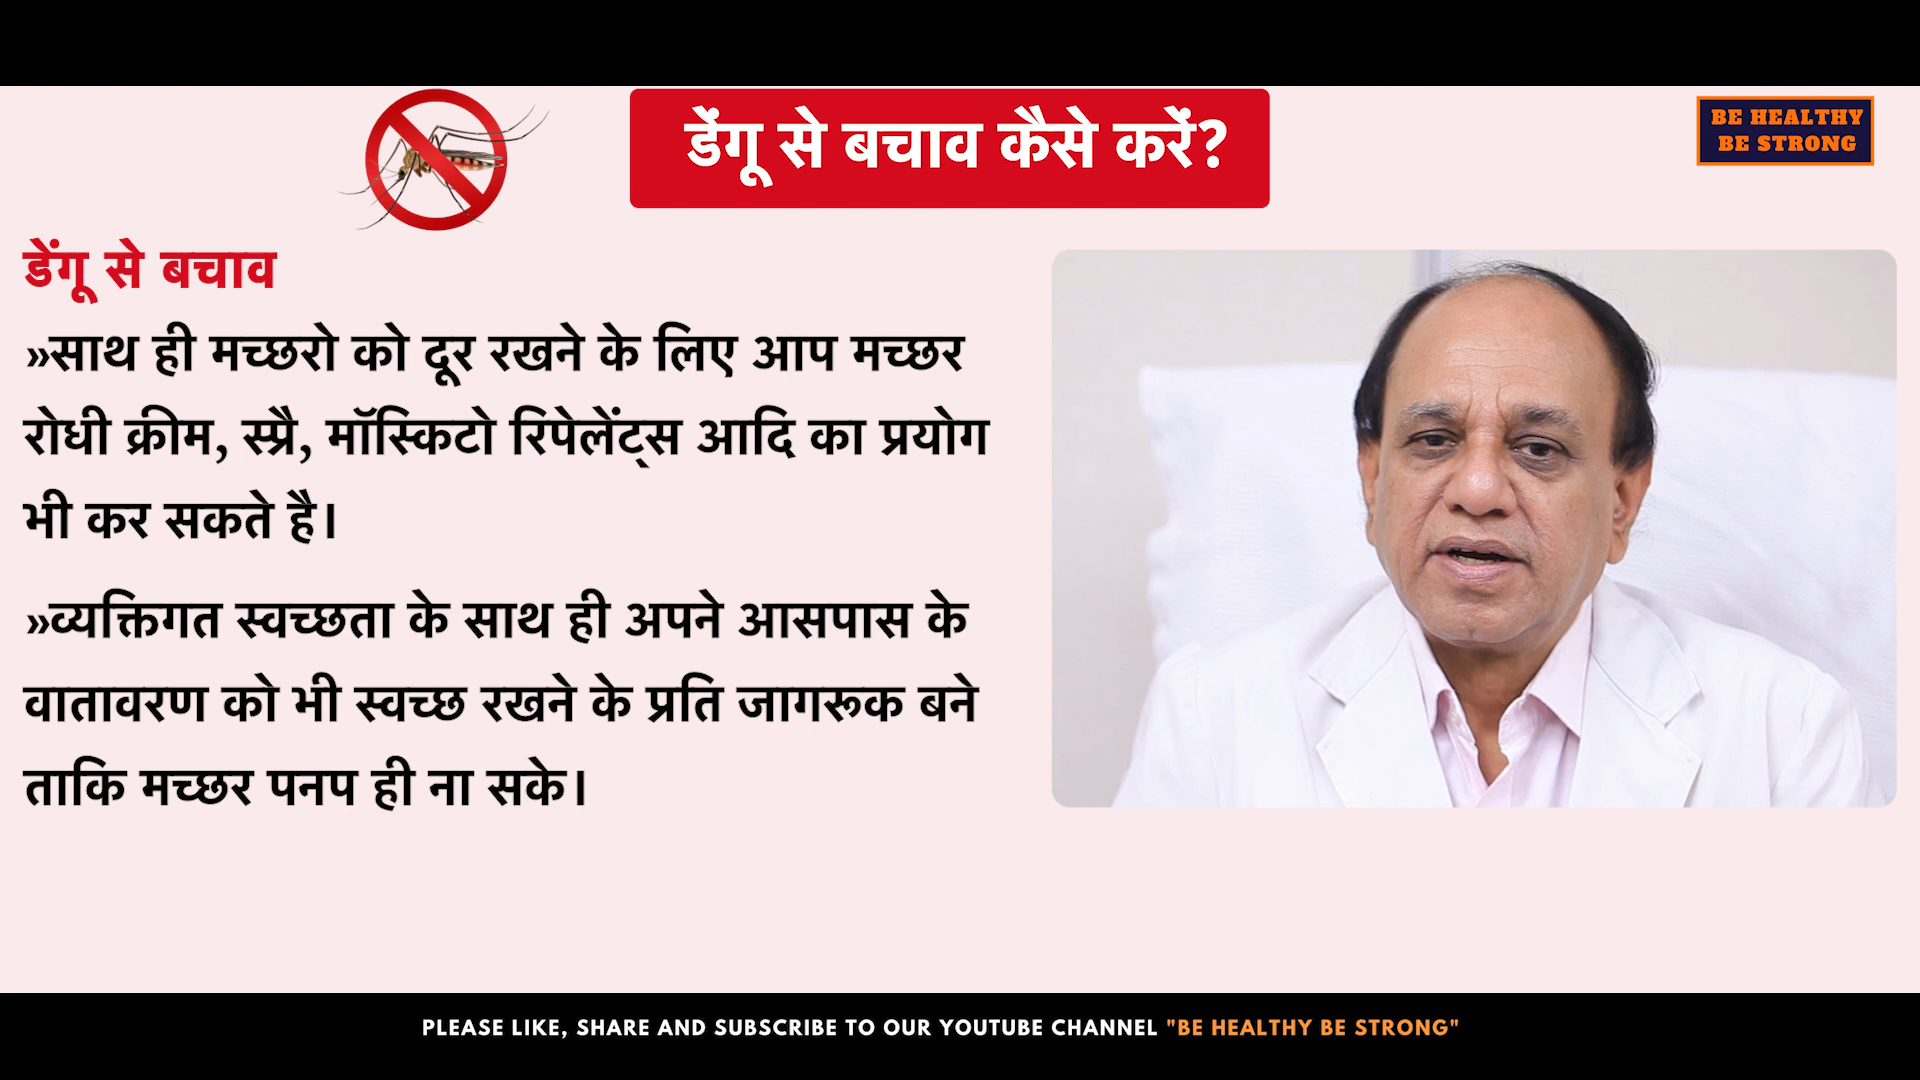 डेंगू से बचाव कैसे करें?
BE HEALTHY
BE STRONG
डेंगू से बचाव
»साथ ही मच्छरो को दूर रखने के लिए आप मच्छर
रोधी क्रीम, स्प्रै, मॉस्किटो रिपेलेंट्स आदि का प्रयोग
भी कर सकते है।
»व्यक्तिगत स्वच्छता के साथ ही अपने आसपास के
वातावरण को भी स्वच्छ रखने के प्रति जागरूक बने
ताकि मच्छर पनप ही ना सके।
PLEASE LIKE, SHARE AND SUBSCRIBE TO OUR YOUTUBE CHANNEL "BE HEALTHY BE STRONG"